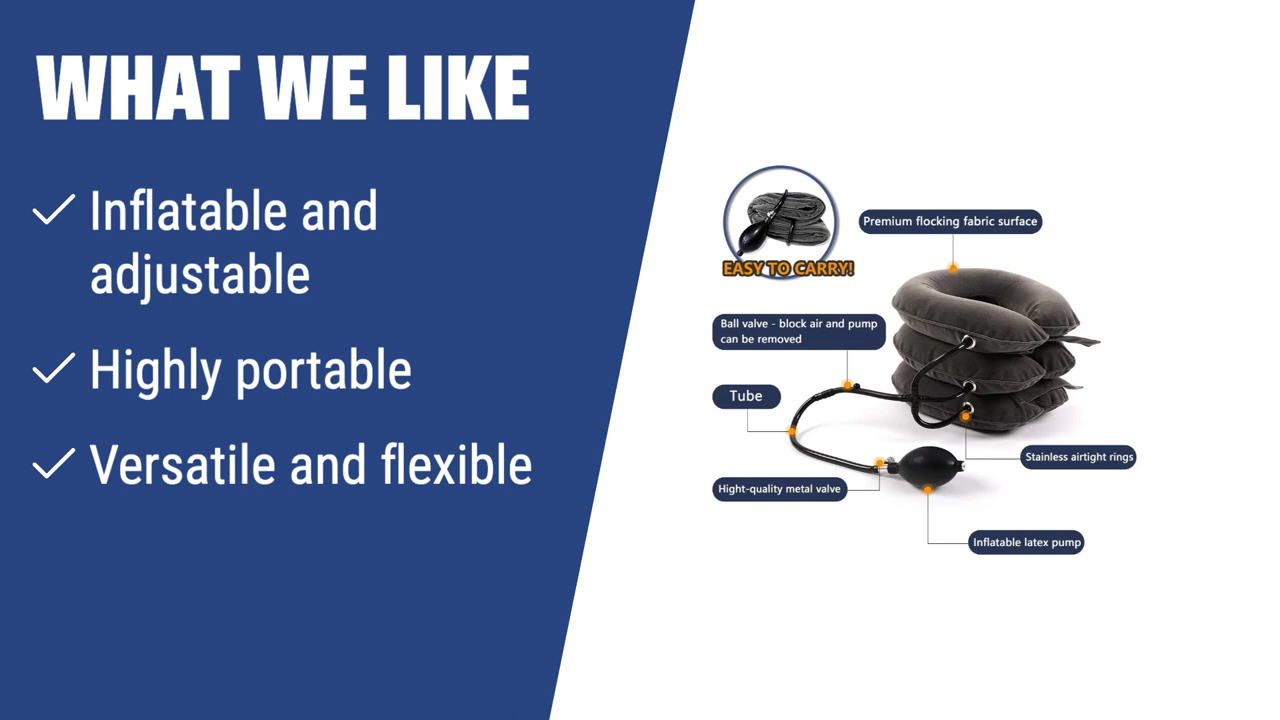 WHAT WE LIKE
Inflatable and
adjustable
Highly portable
Versatile and flexible
EASY TO CARRY!
Premium flocking fabric surface
Ball valve - block air and pump
can be removed
Tube
Stainless airtight rings
Hight-quality metal valve
Inflatable latex pump